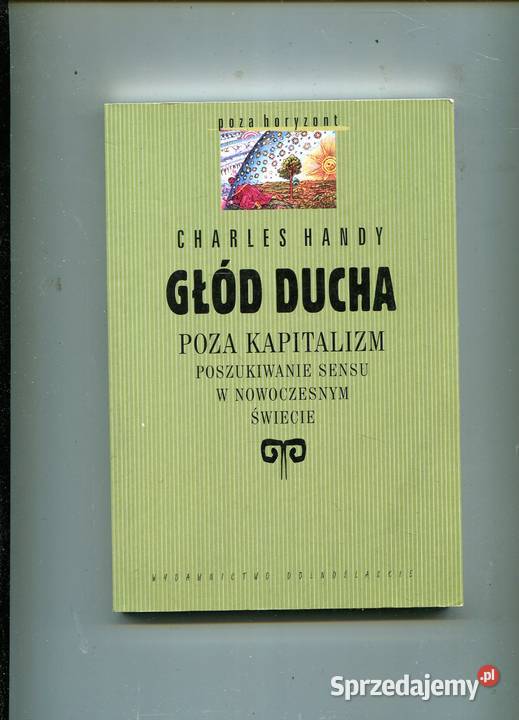 poza horyzont
CHARLES HANDY
GŁÓD DUCHA
POZA KAPITALIZM
POSZUKIWANIE SENSU
W NOWOCZESNYM
ŚWIECIE
WYDAWNICTWO DOLNOŚLĄSKIE
Sprzedajemy.pl